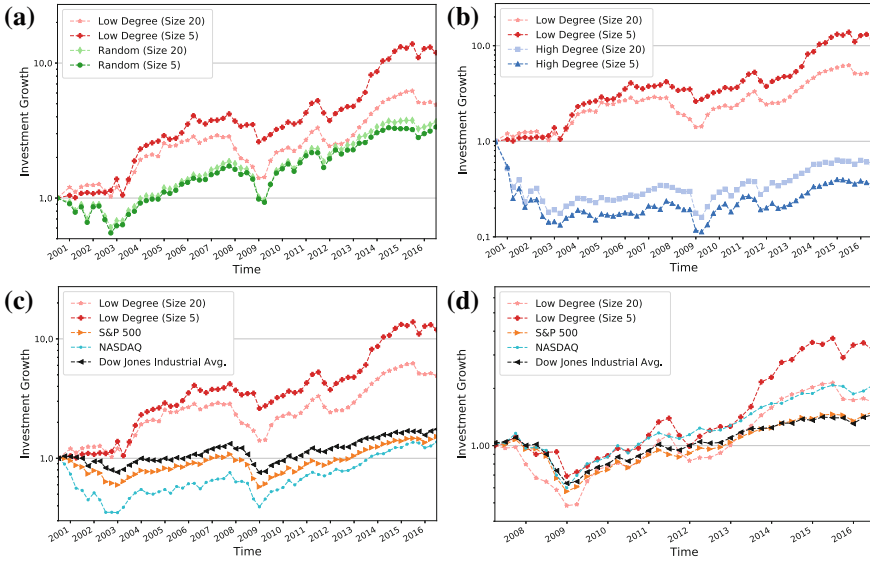 (a)
Low Degree (Size 20)
Low Degree (Size 5)
Random (Size 20)
Random (Size 5)
10.0
1.0
Investment Growth
2001 2002 2003 2004 2005 2006 2007 2008 2009 2010 2011 2012 2013 2014 2015 2016
Time
(b)
Low Degree (Size 20)
Low Degree (Size 5)
High Degree (Size 20)
High Degree (Size 5)
10.0
1.0
0.1
Investment Growth
2001 2002 2003 2004 2005 2006 2007 2008 2009 2010 2011 2012 2013 2014 2015 2016
Time
(c)
Low Degree (Size 20)
Low Degree (Size 5)
S&P 500
NASDAQ
Dow Jones Industrial Avg.
10.0
1.0
Investment Growth
2001 2002 2003 2004 2005 2006 2007 2008 2009 2010 2011 2012 2013 2014 2015 2016
Time
(d)
Low Degree (Size 20)
Low Degree (Size 5)
S&P 500
NASDAQ
Dow Jones Industrial Avg.
1.00
Investment Growth
2008 2009 2010 2011 2012 2013 2014 2015 2016
Time